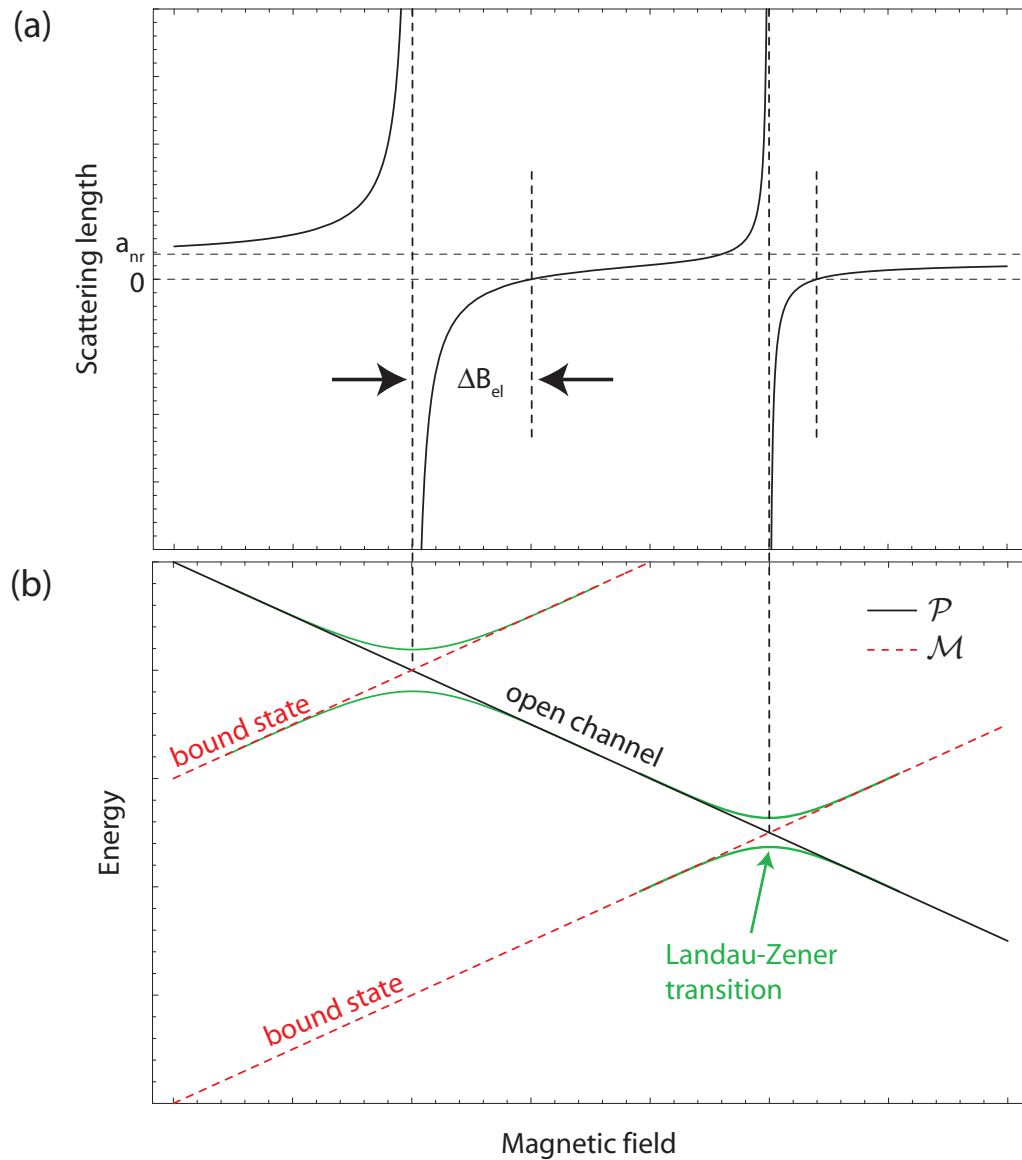 (a)
Scattering length
a_nr
0
ΔB_el
(b)
Energy
𝒫
ℳ
bound state
open channel
bound state
Landau-Zener
transition
Magnetic field